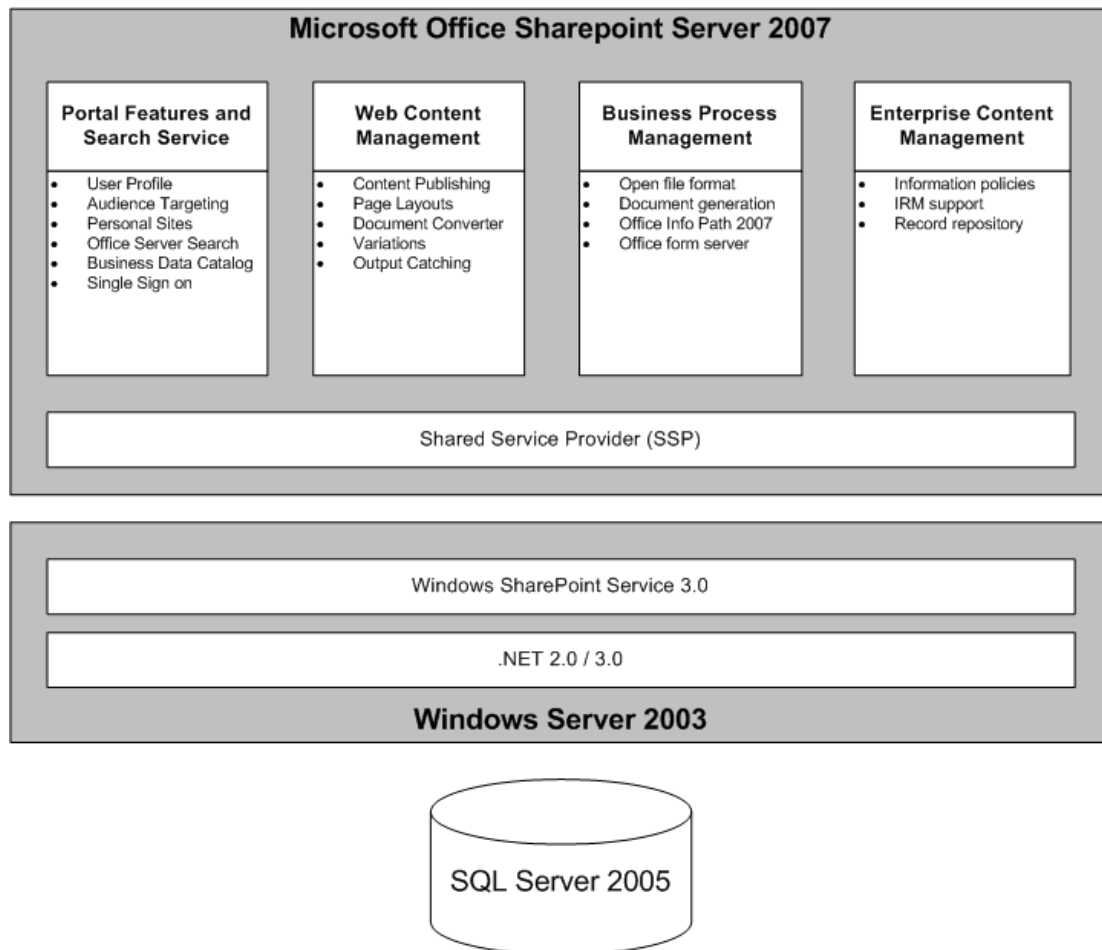 Microsoft Office Sharepoint Server 2007
Portal Features and
Search Service
• User Profile
• Audience Targeting
• Personal Sites
• Office Server Search
• Business Data Catalog
• Single Sign on
Web Content
Management
• Content Publishing
• Page Layouts
• Document Converter
• Variations
• Output Catching
Business Process
Management
• Open file format
• Document generation
• Office Info Path 2007
• Office form server
Enterprise Content
Management
• Information policies
• IRM support
• Record repository
Shared Service Provider (SSP)
Windows SharePoint Service 3.0
.NET 2.0 / 3.0
Windows Server 2003
SQL Server 2005